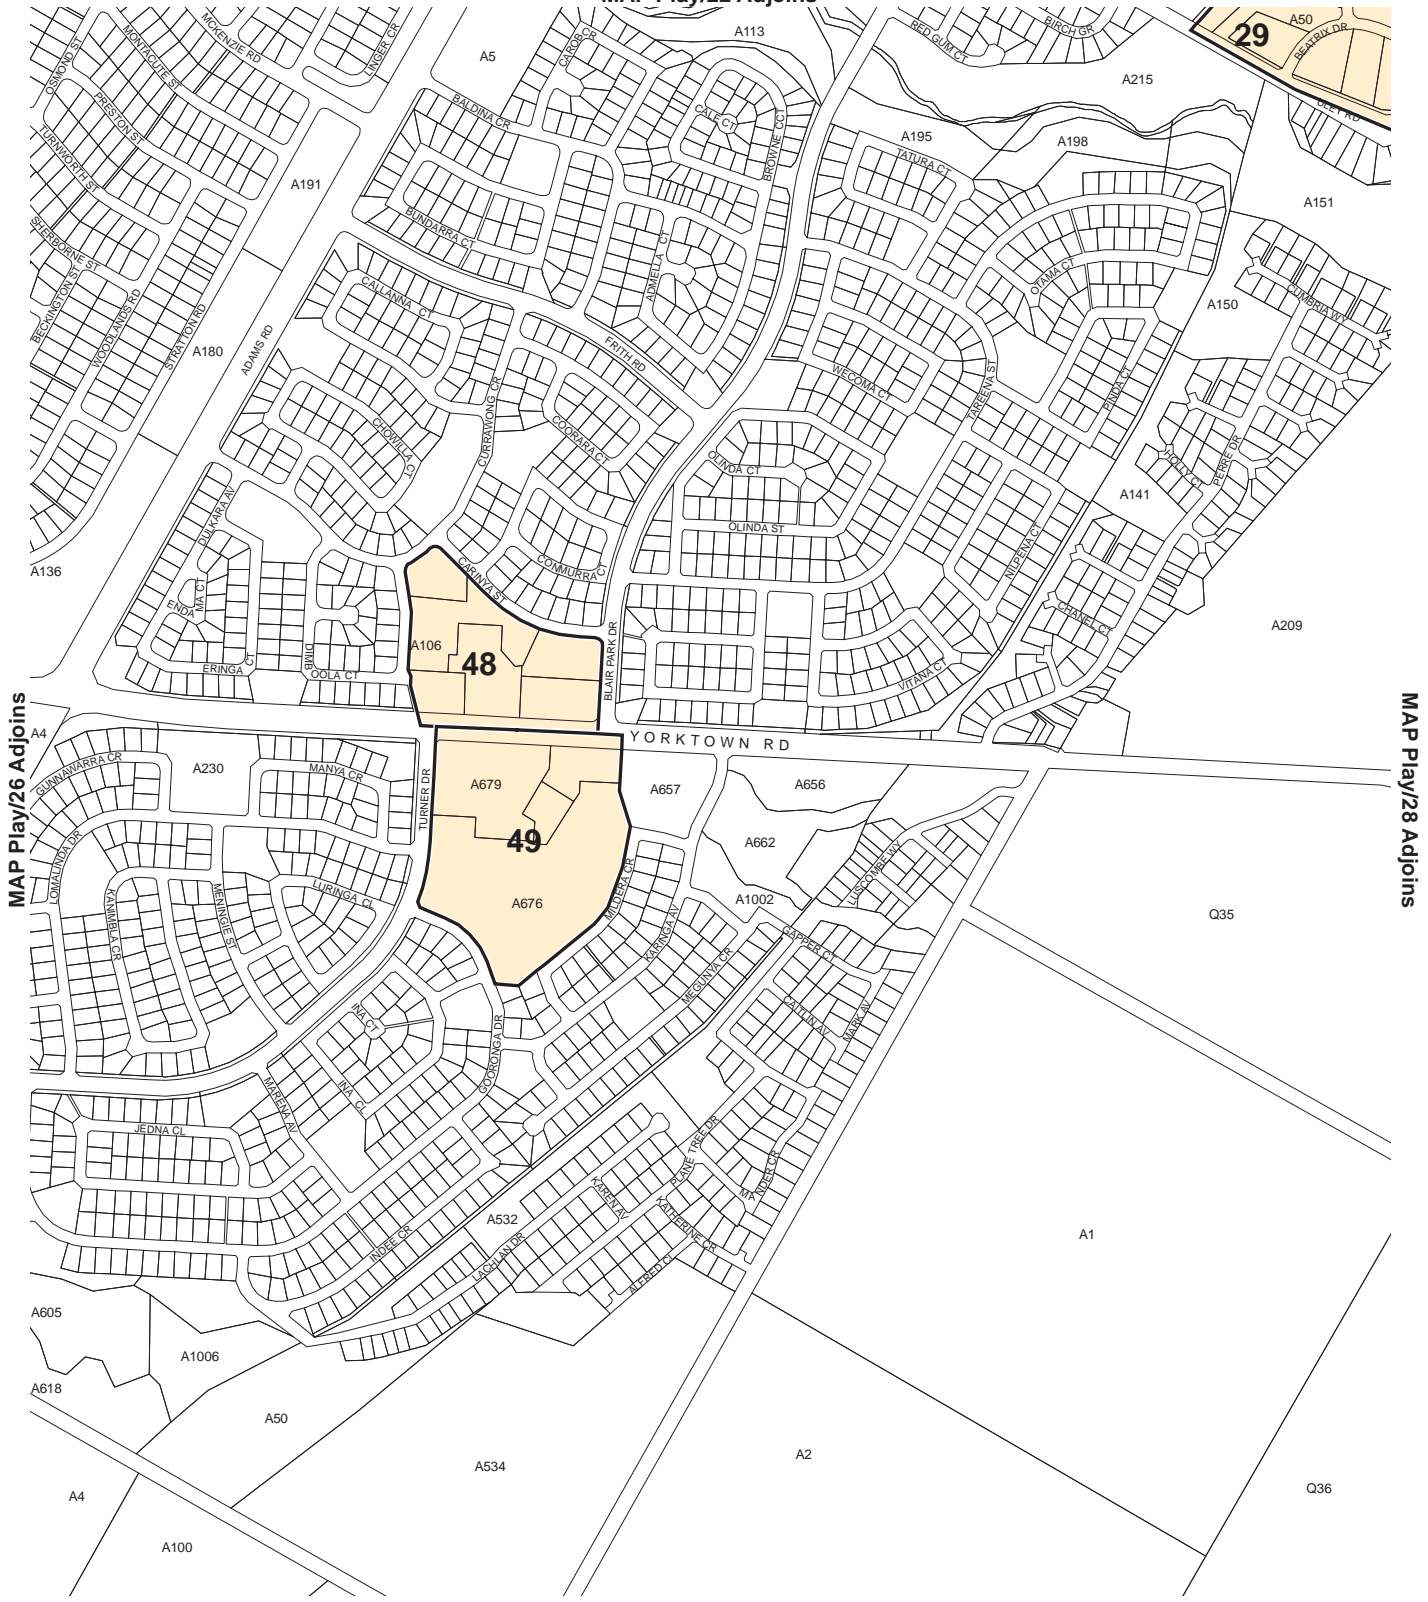 A113
A5
CAROB CR
LINGER CR
MCKENZIE RD
MONTACUTE ST
OSMOND ST
RED GUM CT
BIRCH GR
A50
29
BEATRIX DR
A215
PRESTON ST
BALDINA CR
CALE CT
BROWNE CCT
TURNWORTH ST
A195
TATURA CT
A198
A191
A151
SHERBORNE ST
BUNDARRA CT
ADMELLA CT
BECKINGTON ST
WOODLANDS RD
STRATTON RD
A180
ADAMS RD
CALLANNA CT
OTAMA CT
A150
CUMBRIA WY
FRITH RD
WECOMA CT
TAREENA ST
PINDA CT
CURRAWONG CR
CHOWILLA CT
COORARA CT
OLINDA CT
HOLLY CT
PERRE DR
A141
DULKARA AV
OLINDA ST
NILPENA CT
A136
CONMURRA CT
CARINYA ST
ENDA MA CT
CHANEL CT
A209
A106
48
ERINGA CT
DIMB OOLA CT
BLAIR PARK DR
VITANA CT
MAP Play/26 Adjoins
MAP Play/28 Adjoins
A4
YORKTOWN RD
GUNNAWARRA CR
A230
MANYA CR
TURNER DR
A679
A657
A656
49
A662
LOMALINDA DR
KANIMBLA CR
MENINGIE ST
LURINGA CL
MILDERA CR
LUSCOMBE WY
A676
A1002
Q35
KARINGA AV
GAPPER CT
MEGUNYA CR
INA CT
CAITLIN AV
MARK AV
GOORONGA DR
MARENA AV
INA CL
JEDNA CL
PLANE TREE DR
MA NDER CR
KAREN AV
KATHERINE CR
A532
INDEE CR
LACHLAN DR
ALFRED CL
A1
A605
A1006
A618
A50
A534
A2
A4
Q36
A100